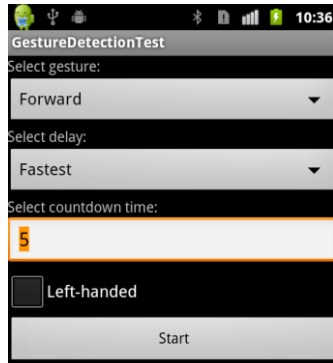 10:36
GestureDetectionTest
Select gesture:
Forward
Select delay:
Fastest
Select countdown time:
5
Left-handed
Start